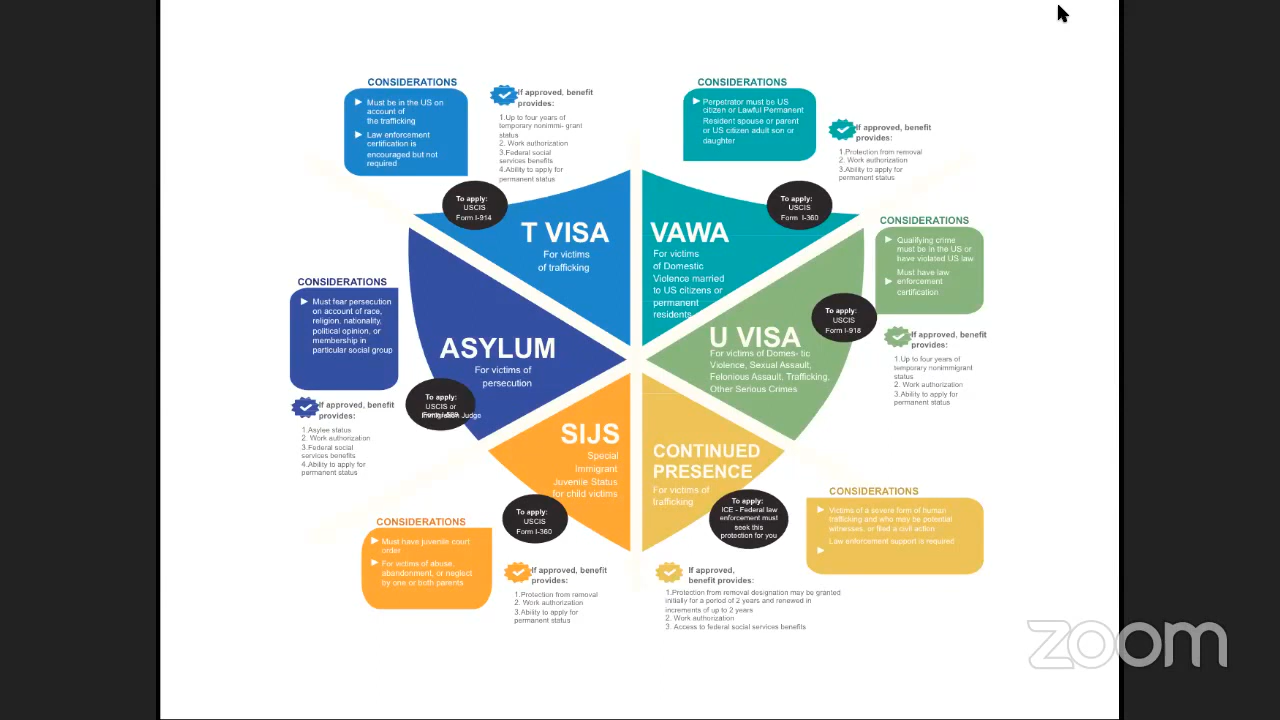 CONSIDERATIONS
Must be in the US on
account of
the trafficking
Law enforcement
certification is
encouraged but not
required
If approved, benefit
provides:
1.Up to four years of
temporary nonimmi- grant
status
2. Work authorization
3.Federal social
services benefits
4.Ability to apply for
permanent status
To apply:
USCIS
Form I-914
T VISA
For victims
of trafficking
CONSIDERATIONS
Perpetrator must be US
citizen or Lawful Permanent
Resident spouse or parent
or US citizen adult son or
daughter
If approved, benefit
provides:
1.Protection from removal
2. Work authorization
3.Ability to apply for
permanent status
To apply:
USCIS
Form I-360
VAWA
For victims
of Domestic
Violence married
to US citizens or
permanent
residents
CONSIDERATIONS
Qualifying crime
must be in the US or
have violated US law
Must have law
enforcement
certification
To apply:
USCIS
Form I-918
U VISA
For victims of Domes- tic
Violence, Sexual Assault,
Felonious Assault, Trafficking,
Other Serious Crimes
If approved, benefit
provides:
1.Up to four years of
temporary nonimmigrant
status
2. Work authorization
3.Ability to apply for
permanent status
CONSIDERATIONS
Must fear persecution
on account of race,
religion, nationality,
political opinion, or
membership in
particular social group
ASYLUM
For victims of
persecution
To apply:
USCIS or
Immigration Judge
If approved, benefit
provides:
1.Asylee status
2. Work authorization
3.Federal social
services benefits
4.Ability to apply for
permanent status
SIJS
Special
Immigrant
Juvenile Status
for child victims
To apply:
USCIS
Form I-360
CONSIDERATIONS
Must have juvenile court
order
For victims of abuse,
abandonment, or neglect
by one or both parents
If approved, benefit
provides:
1.Protection from removal
2. Work authorization
3.Ability to apply for
permanent status
CONTINUED
PRESENCE
For victims of
trafficking
To apply:
ICE - Federal law
enforcement must
seek this
protection for you
CONSIDERATIONS
Victims of a severe form of human
trafficking and who may be potential
witnesses, or filed a civil action
Law enforcement support is required
If approved,
benefit provides:
1.Protection from removal designation may be granted
initially for a period of 2 years and renewed in
increments of up to 2 years
2. Work authorization
3. Access to federal social services benefits
zoom